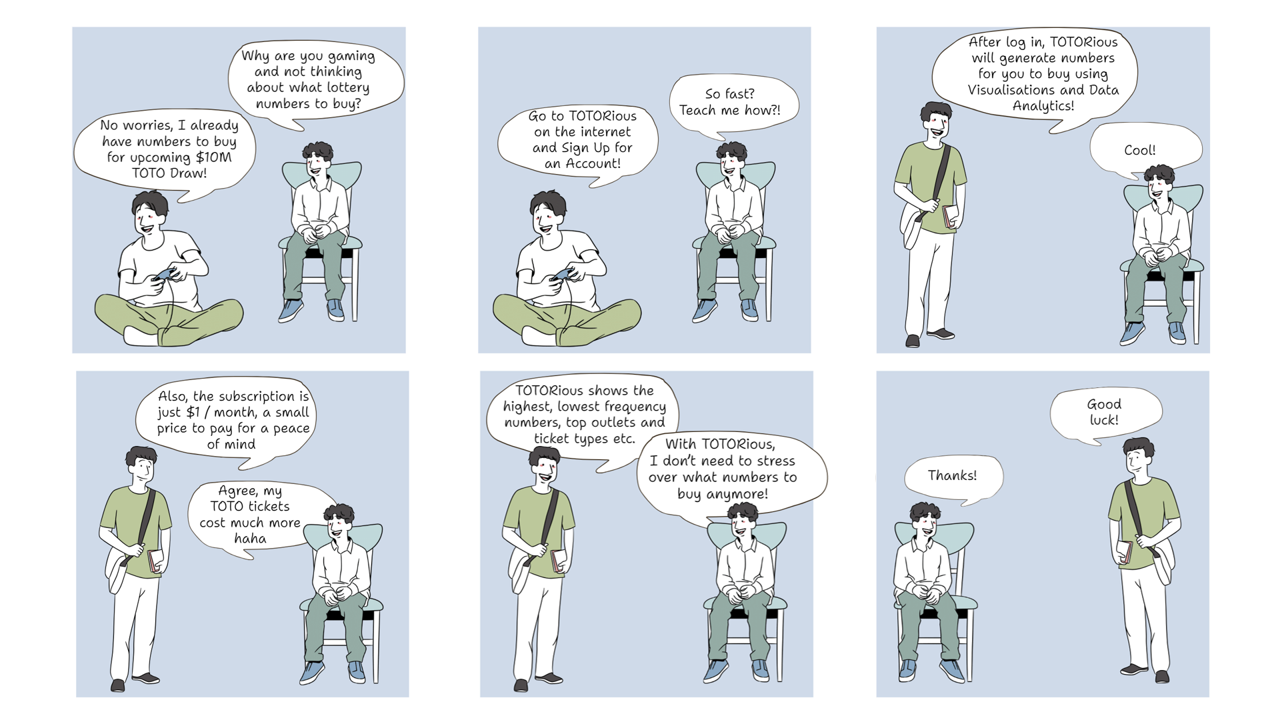 Why are you gaming
and not thinking
about what lottery
numbers to buy?
No worries, I already
have numbers to buy
for upcoming $10M
TOTO Draw!
So fast?
Teach me how?!
Go to TOTORious
on the internet
and Sign Up for
an Account!
After log in, TOTORious
will generate numbers
for you to buy using
Visualisations and Data
Analytics!
Cool!
Also, the subscription is
just $1 / month, a small
price to pay for a peace
of mind
Agree, my
TOTO tickets
cost much more
haha
TOTORious shows the
highest, lowest frequency
numbers, top outlets and
ticket types etc.
With TOTORious,
I don't need to stress
over what numbers to
buy anymore!
Good
luck!
Thanks!